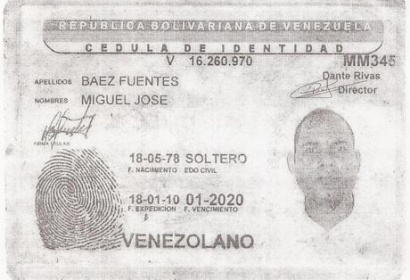 REPUBLICA BOLIVARIANA DE VENEZUELA
CEDULA DE IDENTIDAD
V 16.260.970 MM345
Dante Rivas
Director
APELLIDOS BAEZ FUENTES
NOMBRES MIGUEL JOSE
FIRMA TITULAR
18-05-78 SOLTERO
F. NACIMIENTO EDO CIVIL
18-01-10 01-2020
F. EXPEDICION F. VENCIMIENTO
VENEZOLANO